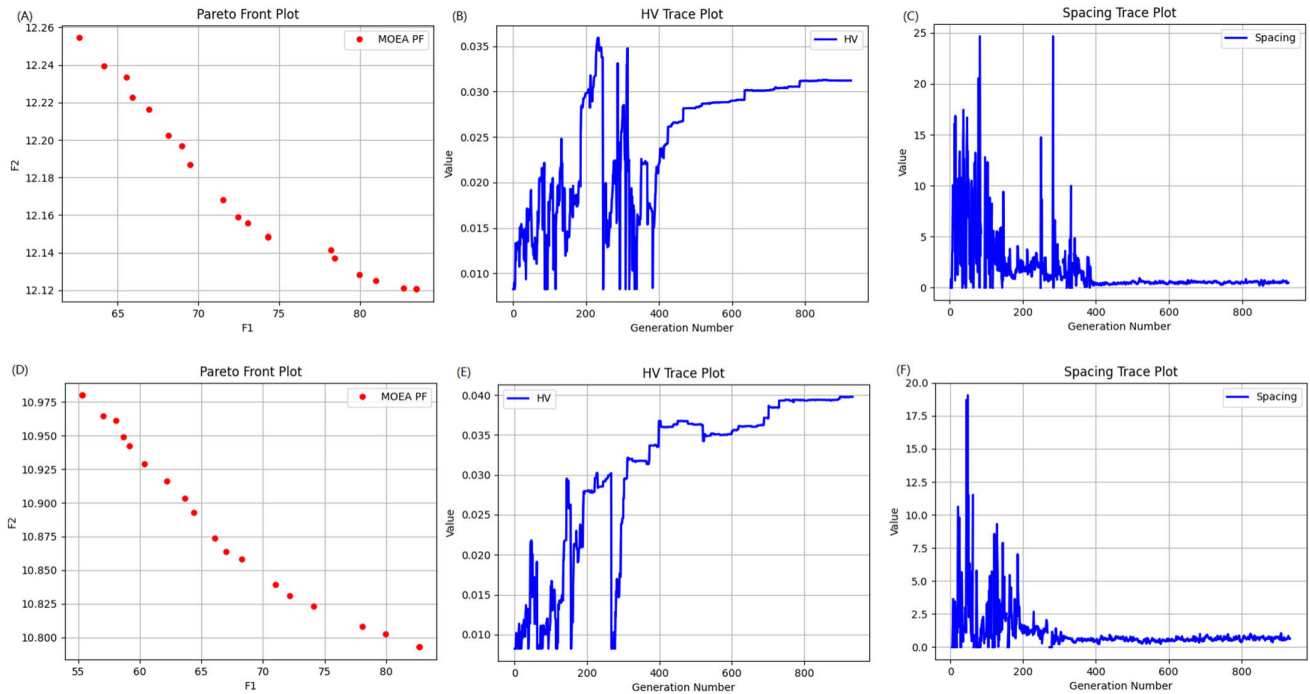 (A)
Pareto Front Plot
12.26
12.24
12.22
12.20
12.18
12.16
12.14
12.12
F2
MOEA PF
65
70
75
80
F1
(B)
HV Trace Plot
0.035
0.030
0.025
0.020
0.015
0.010
Value
HV
0
200
400
600
800
Generation Number
(C)
Spacing Trace Plot
25
20
15
10
5
0
Value
Spacing
0
200
400
600
800
Generation Number
(D)
Pareto Front Plot
10.975
10.950
10.925
10.900
10.875
10.850
10.825
10.800
F2
MOEA PF
55
60
65
70
75
80
F1
(E)
HV Trace Plot
0.040
0.035
0.030
0.025
0.020
0.015
0.010
Value
HV
0
200
400
600
800
Generation Number
(F)
Spacing Trace Plot
20.0
17.5
15.0
12.5
10.0
7.5
5.0
2.5
0.0
Value
Spacing
0
200
400
600
800
Generation Number